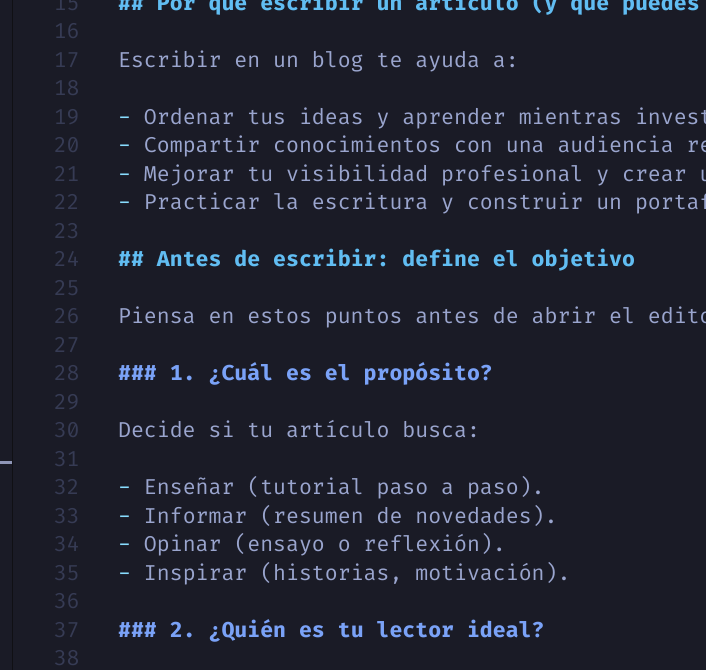 15 ## Por qué escribir un artículo (y qué puedes
16
17 Escribir en un blog te ayuda a:
18
19 - Ordenar tus ideas y aprender mientras invest
20 - Compartir conocimientos con una audiencia re
21 - Mejorar tu visibilidad profesional y crear u
22 - Practicar la escritura y construir un portaf
23
24 ## Antes de escribir: define el objetivo
25
26 Piensa en estos puntos antes de abrir el edito
27
28 ### 1. ¿Cuál es el propósito?
29
30 Decide si tu artículo busca:
31
32 - Enseñar (tutorial paso a paso).
33 - Informar (resumen de novedades).
34 - Opinar (ensayo o reflexión).
35 - Inspirar (historias, motivación).
36
37 ### 2. ¿Quién es tu lector ideal?
38